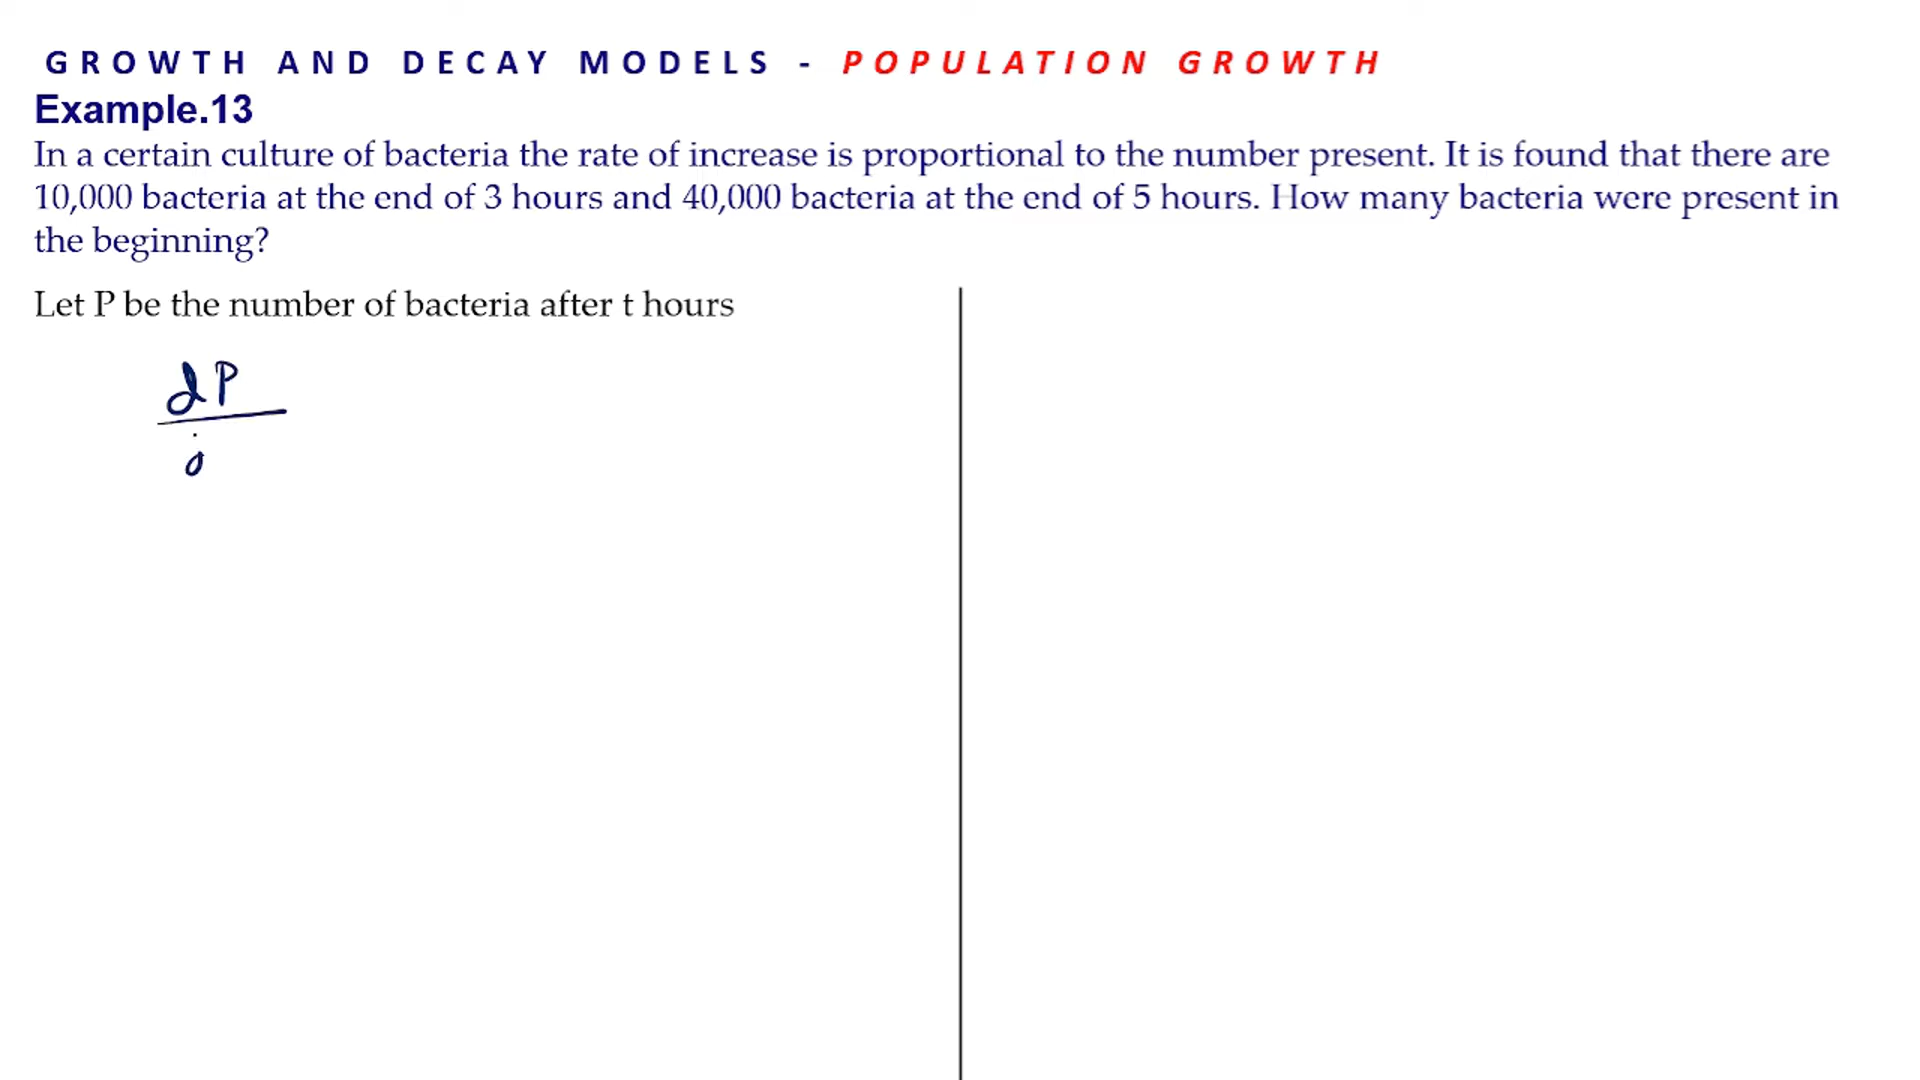 GROWTH AND DECAY MODELS - POPULATION GROWTH
Example.13
In a certain culture of bacteria the rate of increase is proportional to the number present. It is found that there are
10,000 bacteria at the end of 3 hours and 40,000 bacteria at the end of 5 hours. How many bacteria were present in
the beginning?
Let P be the number of bacteria after t hours
dP